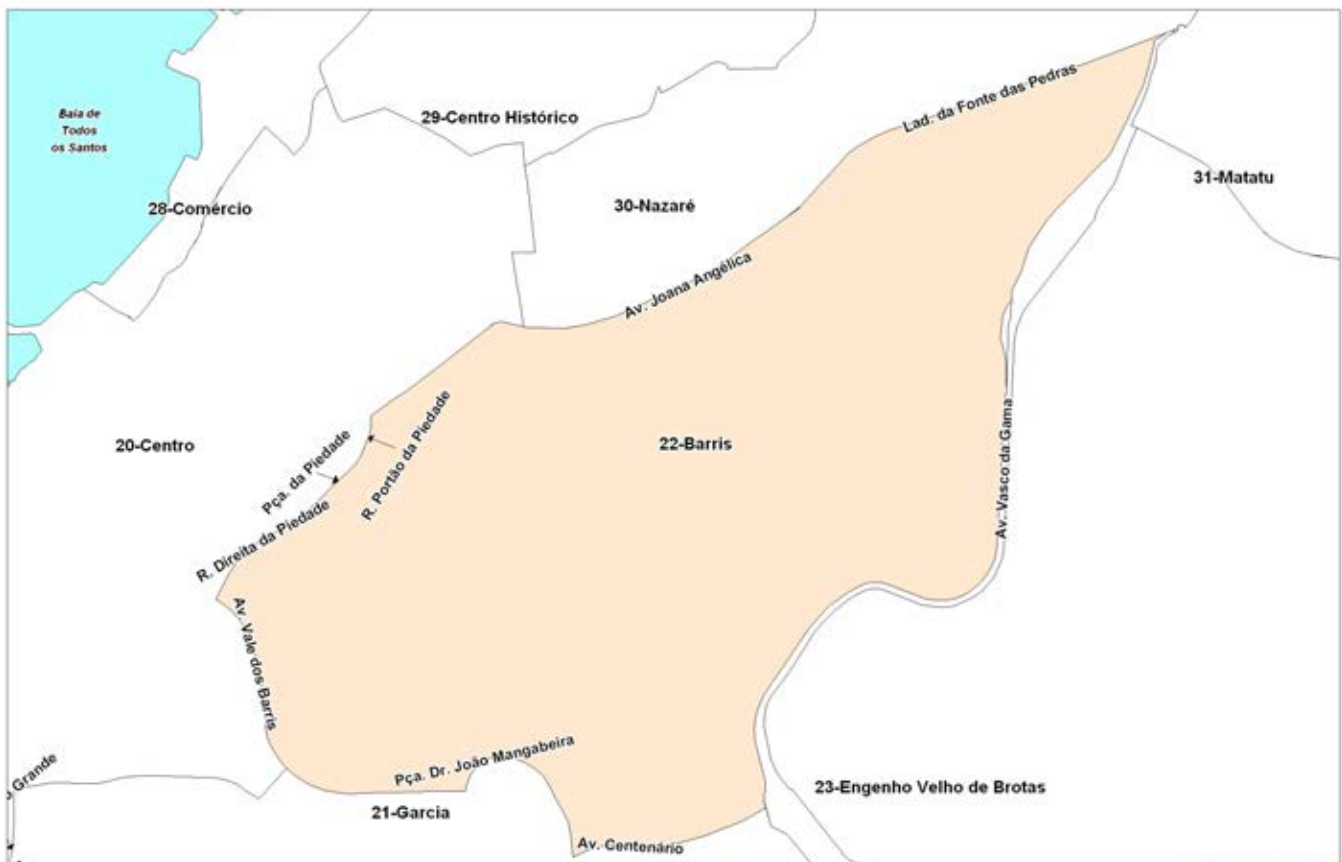 Baía de
Todos
os Santos
29-Centro Histórico
Lad. da Fonte das Pedras
31-Matatu
28-Comércio
30-Nazaré
Av. Joana Angélica
20-Centro
Pça. da Piedade
R. Portão da Piedade
22-Barris
Av. Vasco da Gama
R. Direita da Piedade
Av. Vale dos Barris
Pça. Dr. João Mangabeira
Grande
21-Garcia
23-Engenho Velho de Brotas
Av. Centenário